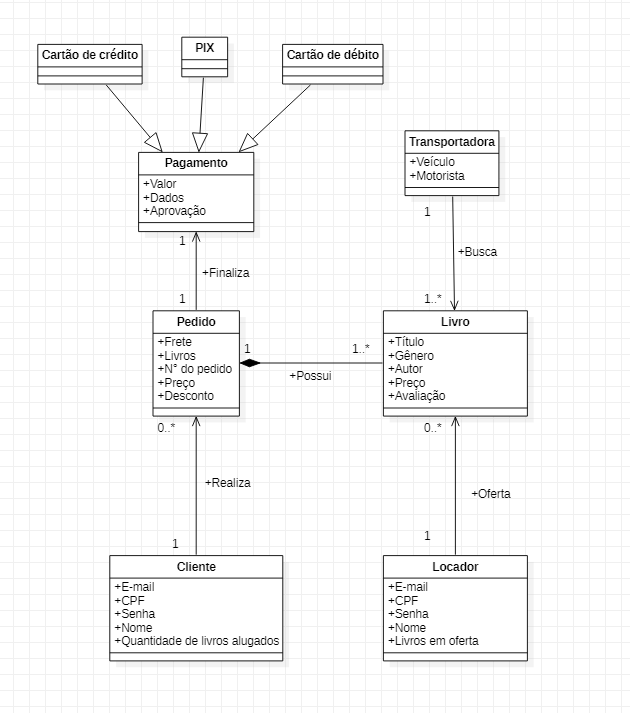 Cartão de crédito
PIX
Cartão de débito
Pagamento
+Valor
+Dados
+Aprovação
Transportadora
+Veículo
+Motorista
1
1
+Finaliza
+Busca
1
1..*
Pedido
+Frete
+Livros
+N° do pedido
+Preço
+Desconto
1
1..*
+Possui
Livro
+Título
+Gênero
+Autor
+Preço
+Avaliação
0..*
0..*
+Realiza
+Oferta
1
1
Cliente
+E-mail
+CPF
+Senha
+Nome
+Quantidade de livros alugados
Locador
+E-mail
+CPF
+Senha
+Nome
+Livros em oferta